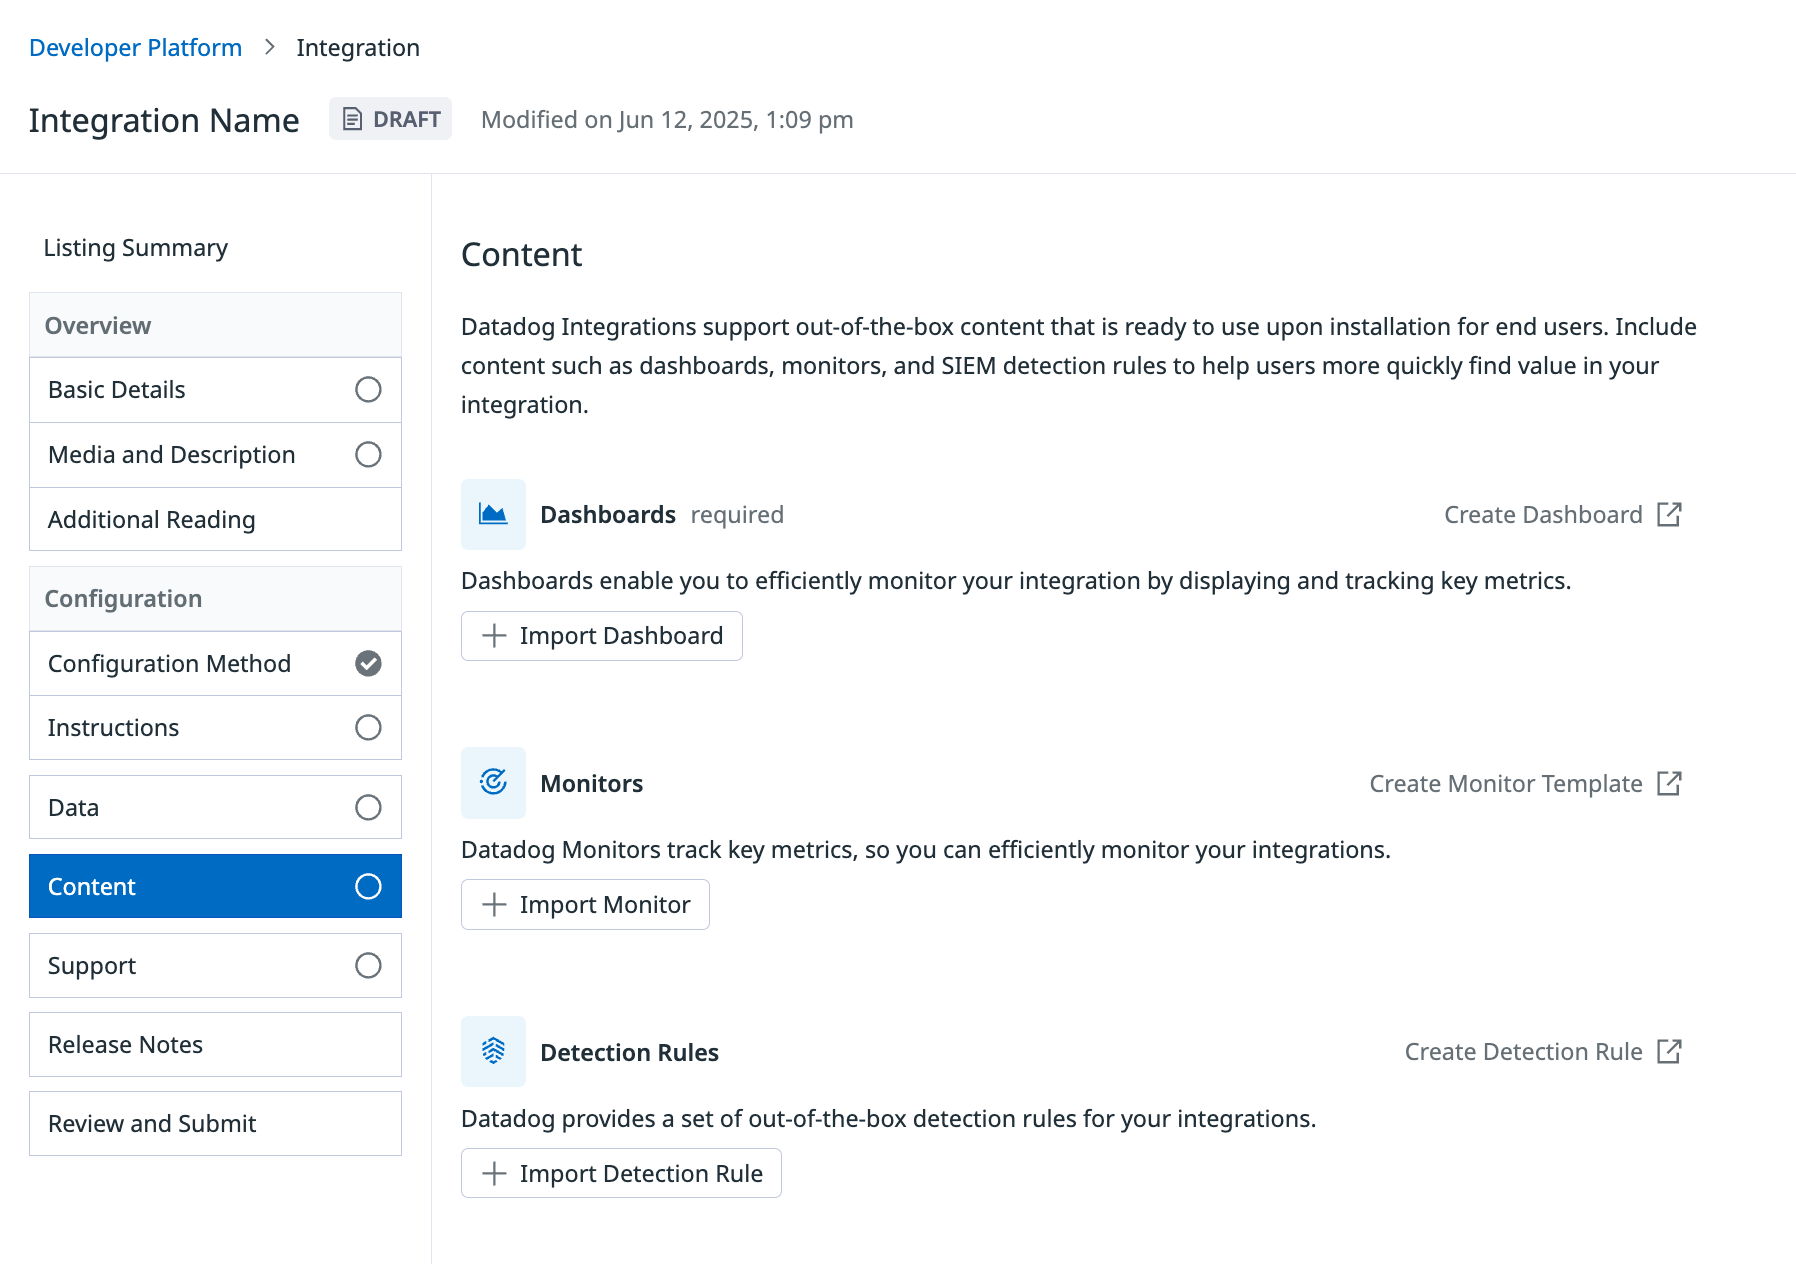 Developer Platform > Integration
Integration Name DRAFT Modified on Jun 12, 2025, 1:09 pm
Listing Summary
Overview
Basic Details
Media and Description
Additional Reading
Configuration
Configuration Method
Instructions
Data
Content
Support
Release Notes
Review and Submit
Content
Datadog Integrations support out-of-the-box content that is ready to use upon installation for end users. Include
content such as dashboards, monitors, and SIEM detection rules to help users more quickly find value in your
integration.
Dashboards required Create Dashboard
Dashboards enable you to efficiently monitor your integration by displaying and tracking key metrics.
Import Dashboard
Monitors Create Monitor Template
Datadog Monitors track key metrics, so you can efficiently monitor your integrations.
Import Monitor
Detection Rules Create Detection Rule
Datadog provides a set of out-of-the-box detection rules for your integrations.
Import Detection Rule